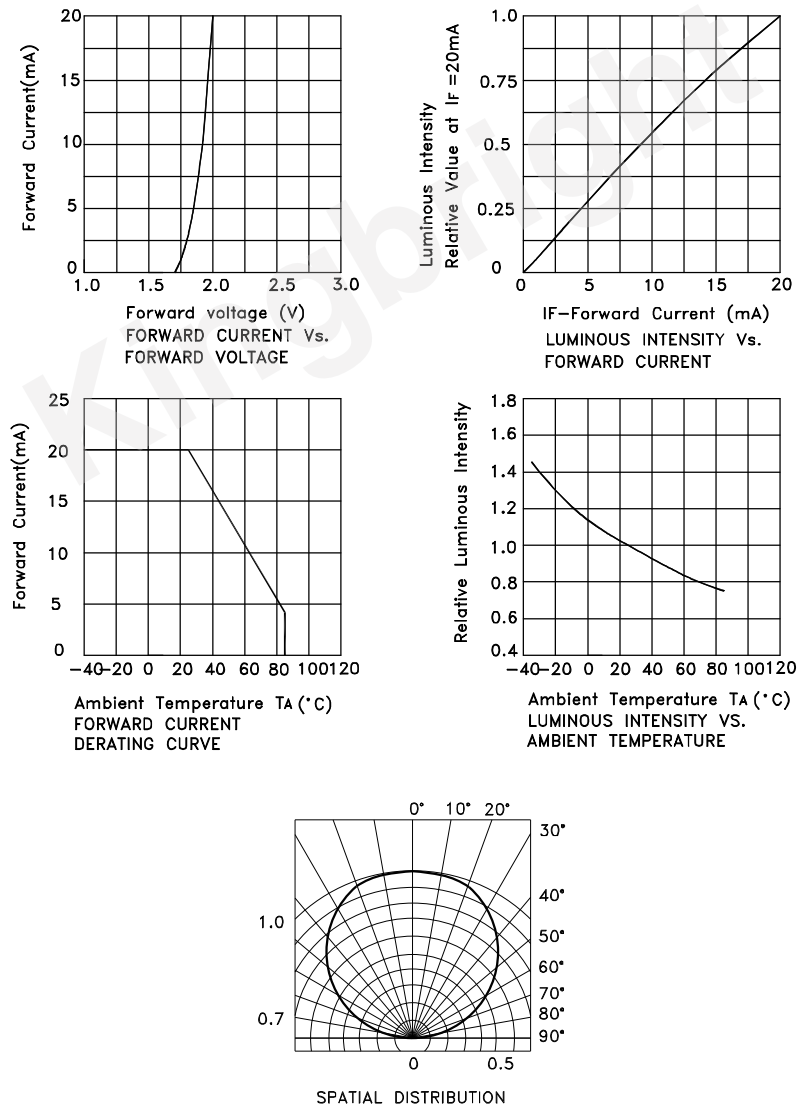 Kingbright
20
15
10
5
0
1.0 1.5 2.0 2.5 3.0
Forward Current(mA)
Forward voltage (V)
FORWARD CURRENT Vs.
FORWARD VOLTAGE
1.0
0.75
0.5
0.25
0
0 5 10 15 20
Luminous Intensity
Relative Value at IF =20mA
IF-Forward Current (mA)
LUMINOUS INTENSITY Vs.
FORWARD CURRENT
25
20
15
10
5
0
-40 -20 0 20 40 60 80 100 120
Forward Current(mA)
Ambient Temperature TA (°C)
FORWARD CURRENT
DERATING CURVE
1.8
1.6
1.4
1.2
1.0
0.8
0.6
0.4
-40 -20 0 20 40 60 80 100 120
Relative Luminous Intensity
Ambient Temperature TA (°C)
LUMINOUS INTENSITY VS.
AMBIENT TEMPERATURE
0° 10° 20°
30°
40°
50°
60°
70°
80°
90°
1.0
0.7
0 0.5
SPATIAL DISTRIBUTION